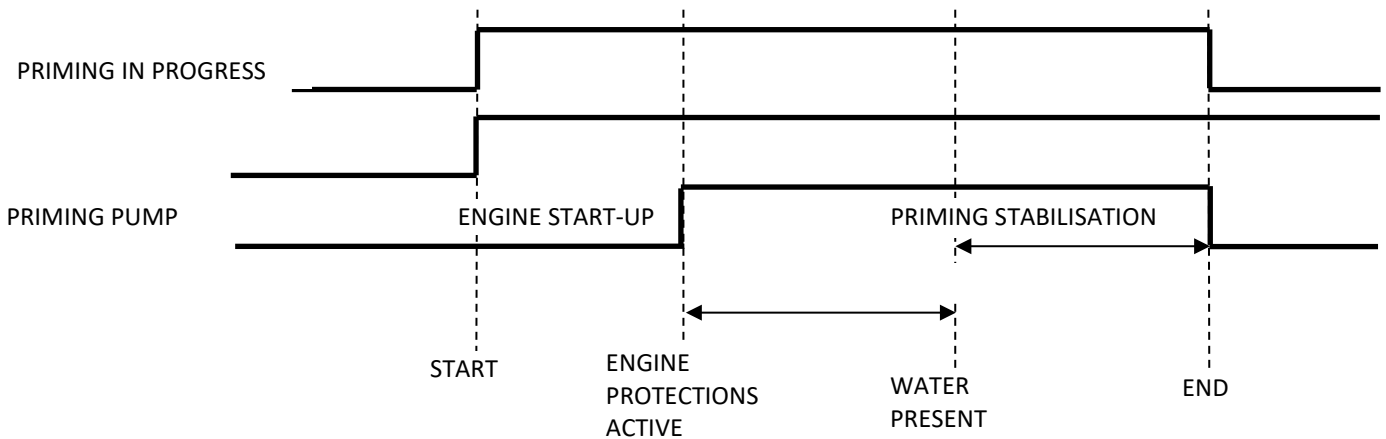 PRIMING IN PROGRESS
PRIMING PUMP
ENGINE START-UP
PRIMING STABILISATION
START
ENGINE
PROTECTIONS
ACTIVE
WATER
PRESENT
END